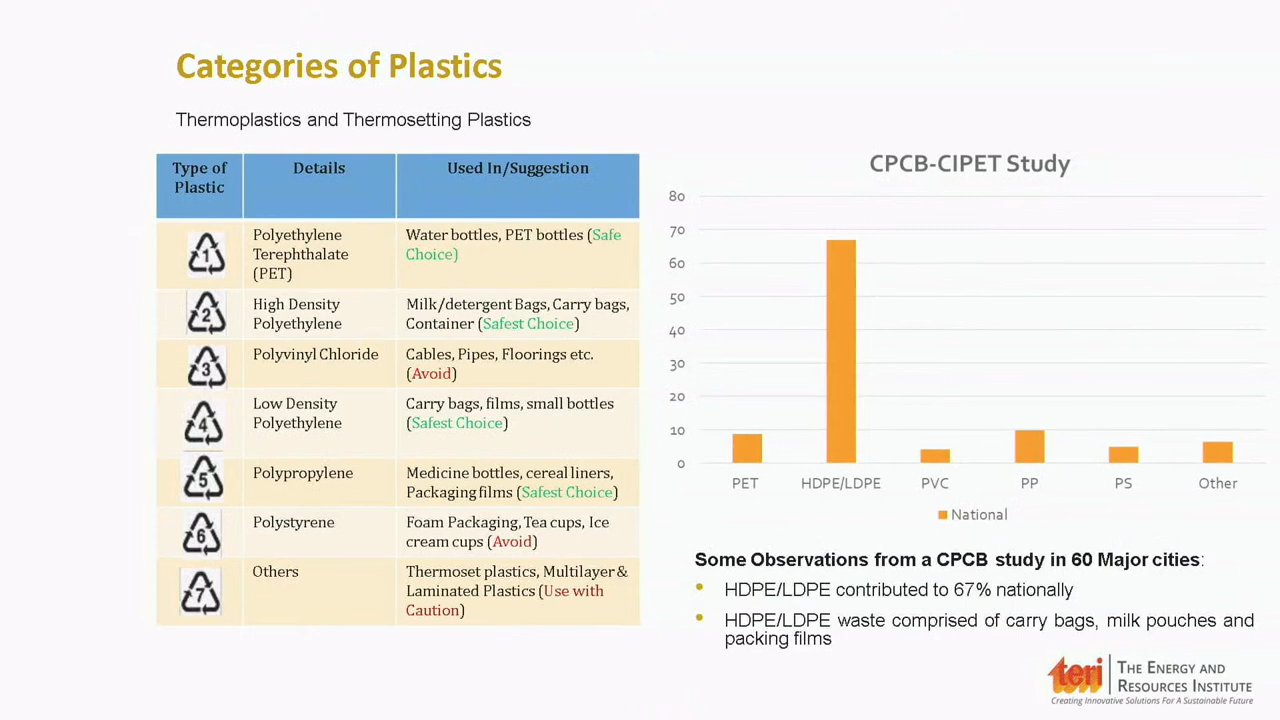 Categories of Plastics
Thermoplastics and Thermosetting Plastics
Type of
Plastic
Details
Used In/Suggestion
1
Polyethylene
Terephthalate
(PET)
Water bottles, PET bottles (Safe
Choice)
2
High Density
Polyethylene
Milk/detergent Bags, Carry bags,
Container (Safest Choice)
3
Polyvinyl Chloride
Cables, Pipes, Floorings etc.
(Avoid)
4
Low Density
Polyethylene
Carry bags, films, small bottles
(Safest Choice)
5
Polypropylene
Medicine bottles, cereal liners,
Packaging films (Safest Choice)
6
Polystyrene
Foam Packaging, Tea cups, Ice
cream cups (Avoid)
7
Others
Thermoset plastics, Multilayer &
Laminated Plastics (Use with
Caution)
CPCB-CIPET Study
80
70
60
50
40
30
20
10
0
PET HDPE/LDPE PVC PP PS Other
National
Some Observations from a CPCB study in 60 Major cities:
• HDPE/LDPE contributed to 67% nationally
• HDPE/LDPE waste comprised of carry bags, milk pouches and
packing films
teri
THE ENERGY AND
RESOURCES INSTITUTE
Creating Innovative Solutions For A Sustainable Future